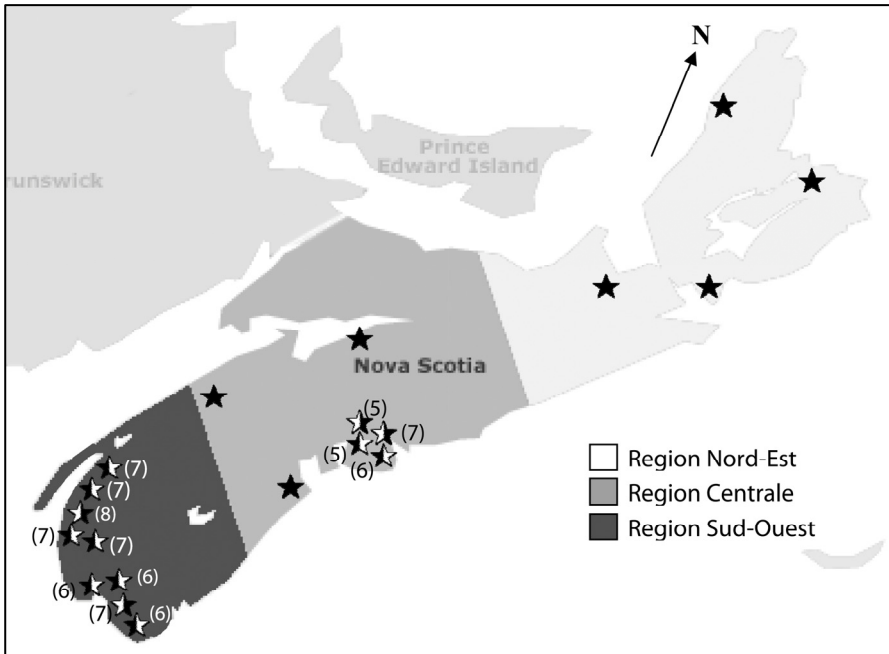 N
Prince
Edward Island
runswick
Nova Scotia
(5)
(7)
(5)
(6)
(7)
(7)
(8)
(7)
(7)
(6)
(6)
(7)
(6)
Region Nord-Est
Region Centrale
Region Sud-Ouest